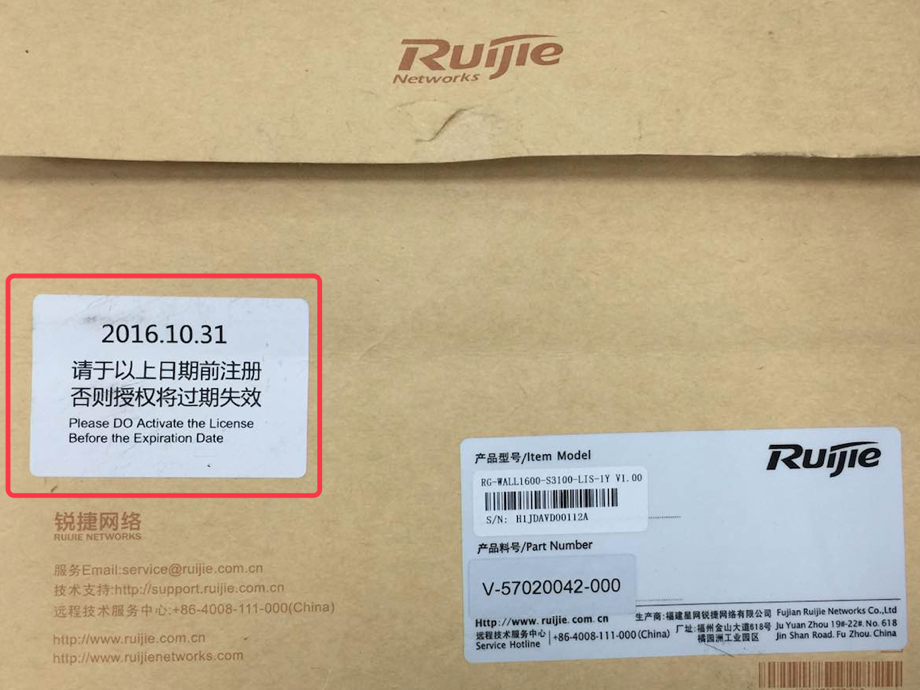 RUIJIE
Networks
2016.10.31
请于以上日期前注册
否则授权将过期失效
Please DO Activate the License
Before the Expiration Date
锐捷网络
RUIJIE NETWORKS
服务Email:service@ruijie.com.cn
技术支持:http://support.ruijie.com.cn
远程技术服务中心:+86-4008-111-000(China)
http://www.ruijie.com.cn
http://www.ruijienetworks.com
产品型号/Item Model
RUIJIE
RG-WALL1600-S3100-LIS-1Y V1.00
S/N: H1JDAVD00112A
产品料号/Part Number
V-57020042-000
Http://www.ruijie.com.cn
远程技术服务中心
Service Hotline
+86-4008-111-000(China)
生产商:福建星网锐捷网络有限公司 Fujian Ruijie Networks Co.,Ltd
厂址:福州金山大道618号
橘园洲工业园区
Ju Yuan Zhou 19#-22#. No. 618
Jin Shan Road. Fu Zhou. China